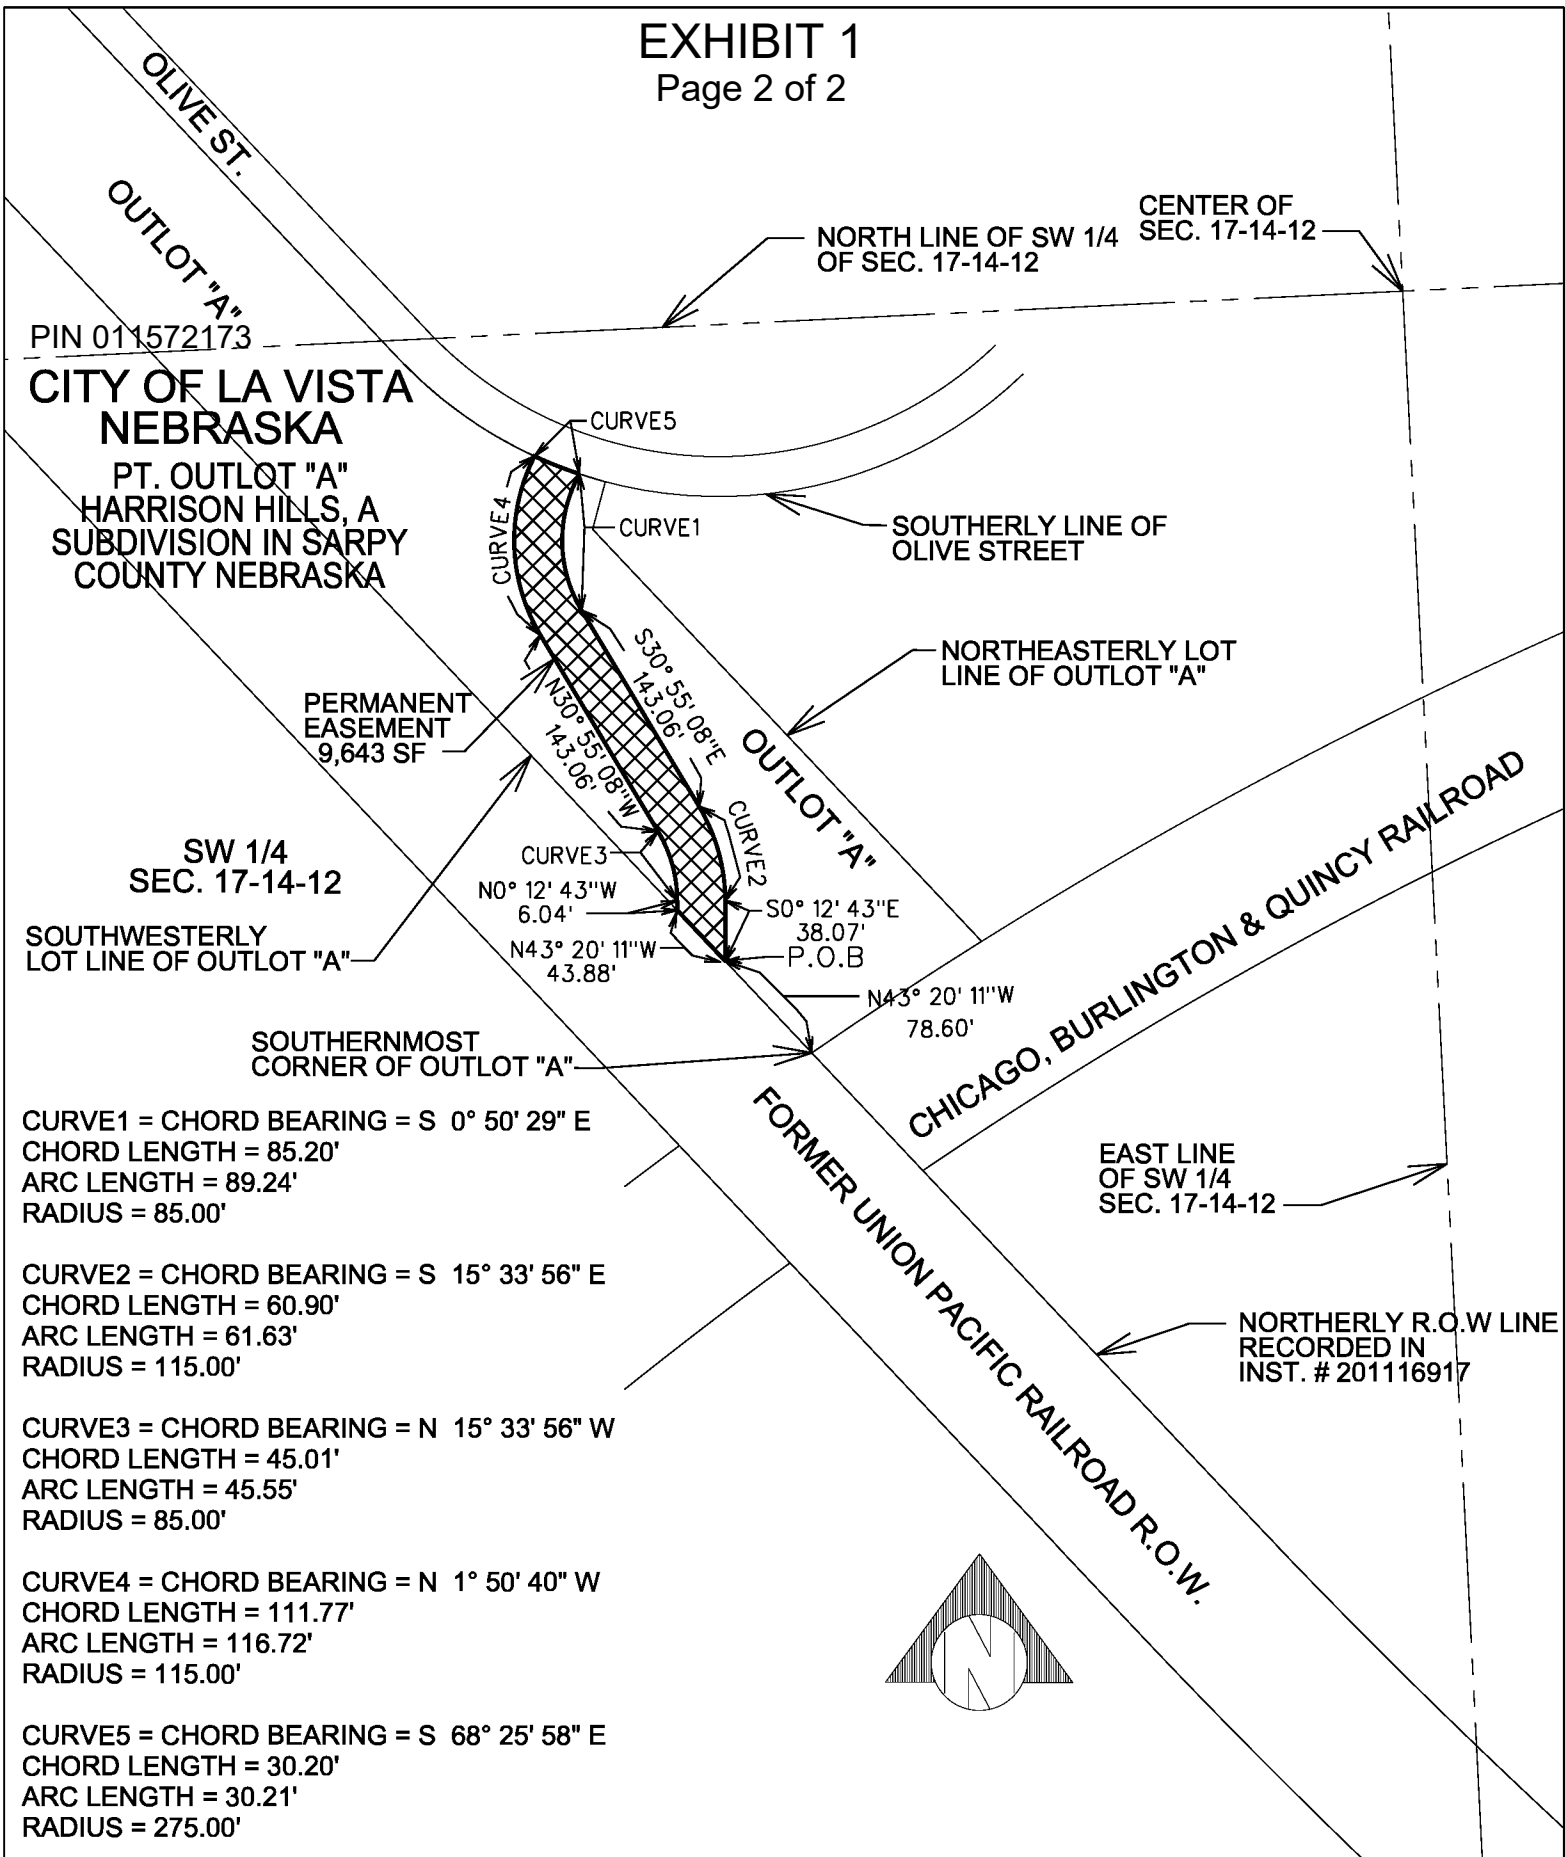 EXHIBIT 1
Page 2 of 2
OLIVE ST.
OUTLOT "A"
CENTER OF
SEC. 17-14-12
NORTH LINE OF SW 1/4
OF SEC. 17-14-12
PIN 011572173
CITY OF LA VISTA
NEBRASKA
PT. OUTLOT "A"
HARRISON HILLS, A
SUBDIVISION IN SARPY
COUNTY NEBRASKA
CURVE5
CURVE4
CURVE1
SOUTHERLY LINE OF
OLIVE STREET
S30° 55' 08"E
143.06'
NORTHEASTERLY LOT
LINE OF OUTLOT "A"
PERMANENT
EASEMENT
9,643 SF
N30° 55' 08"W
143.06'
OUTLOT "A"
CURVE2
CHICAGO, BURLINGTON & QUINCY RAILROAD
SW 1/4
SEC. 17-14-12
CURVE3
N0° 12' 43"W
6.04'
S0° 12' 43"E
38.07'
P.O.B
SOUTHWESTERLY
LOT LINE OF OUTLOT "A"
N43° 20' 11"W
43.88'
N43° 20' 11"W
78.60'
SOUTHERNMOST
CORNER OF OUTLOT "A"
FORMER UNION PACIFIC RAILROAD R.O.W.
EAST LINE
OF SW 1/4
SEC. 17-14-12
NORTHERLY R.O.W LINE
RECORDED IN
INST. # 201116917
CURVE1 = CHORD BEARING = S 0° 50' 29" E
CHORD LENGTH = 85.20'
ARC LENGTH = 89.24'
RADIUS = 85.00'
CURVE2 = CHORD BEARING = S 15° 33' 56" E
CHORD LENGTH = 60.90'
ARC LENGTH = 61.63'
RADIUS = 115.00'
CURVE3 = CHORD BEARING = N 15° 33' 56" W
CHORD LENGTH = 45.01'
ARC LENGTH = 45.55'
RADIUS = 85.00'
CURVE4 = CHORD BEARING = N 1° 50' 40" W
CHORD LENGTH = 111.77'
ARC LENGTH = 116.72'
RADIUS = 115.00'
CURVE5 = CHORD BEARING = S 68° 25' 58" E
CHORD LENGTH = 30.20'
ARC LENGTH = 30.21'
RADIUS = 275.00'
N